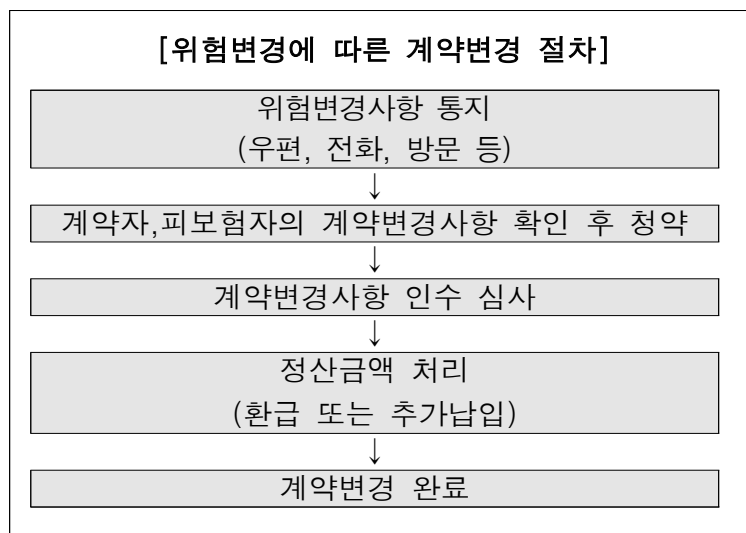 [위험변경에 따른 계약변경 절차]
위험변경사항 통지
(우편, 전화, 방문 등)
↓
계약자,피보험자의 계약변경사항 확인 후 청약
↓
계약변경사항 인수 심사
↓
정산금액 처리
(환급 또는 추가납입)
↓
계약변경 완료